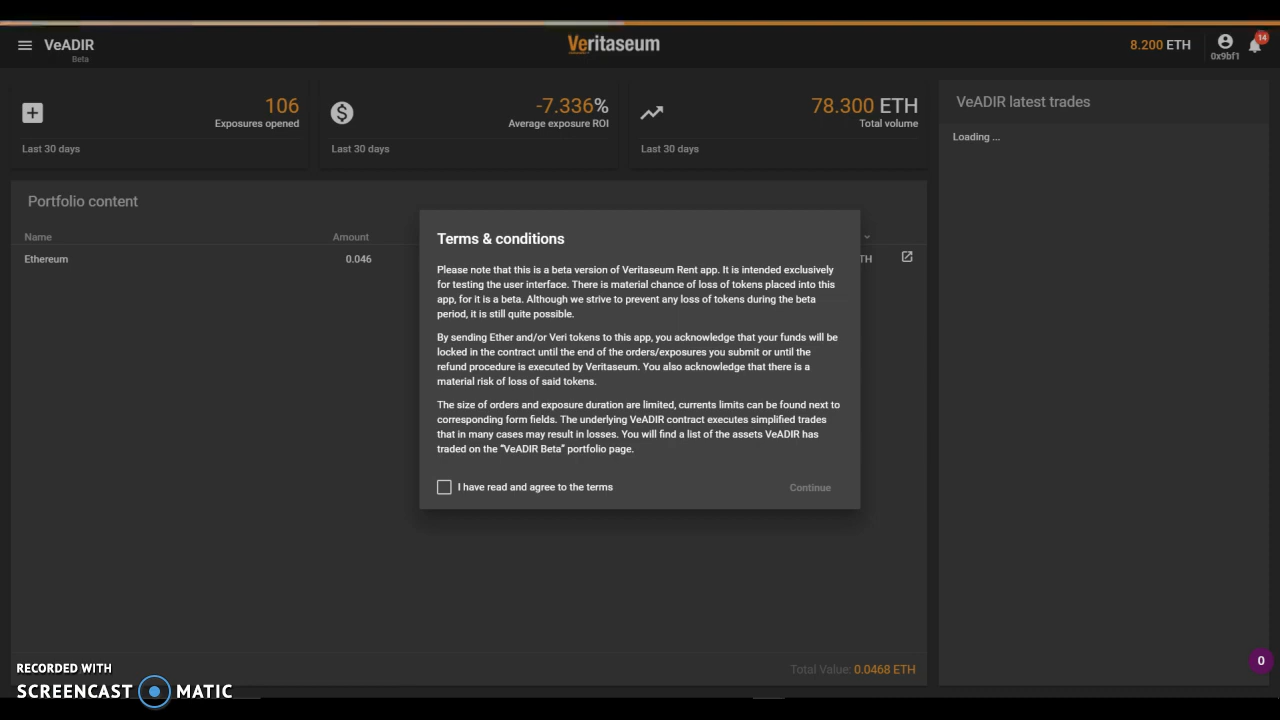 VeADIR
Beta
Veritaseum
8.200 ETH
0x9bf1
14
106
Exposures opened
Last 30 days
-7.336%
Average exposure ROI
Last 30 days
78.300 ETH
Total volume
Last 30 days
VeADIR latest trades
Loading ...
Portfolio content
Name Amount
Ethereum 0.046 TH
Terms & conditions
Please note that this is a beta version of Veritaseum Rent app. It is intended exclusively
for testing the user interface. There is material chance of loss of tokens placed into this
app, for it is a beta. Although we strive to prevent any loss of tokens during the beta
period, it is still quite possible.
By sending Ether and/or Veri tokens to this app, you acknowledge that your funds will be
locked in the contract until the end of the orders/exposures you submit or until the
refund procedure is executed by Veritaseum. You also acknowledge that there is a
material risk of loss of said tokens.
The size of orders and exposure duration are limited, currents limits can be found next to
corresponding form fields. The underlying VeADIR contract executes simplified trades
that in many cases may result in losses. You will find a list of the assets VeADIR has
traded on the “VeADIR Beta” portfolio page.
I have read and agree to the terms
Continue
Total Value: 0.0468 ETH
0
RECORDED WITH
SCREENCAST MATIC